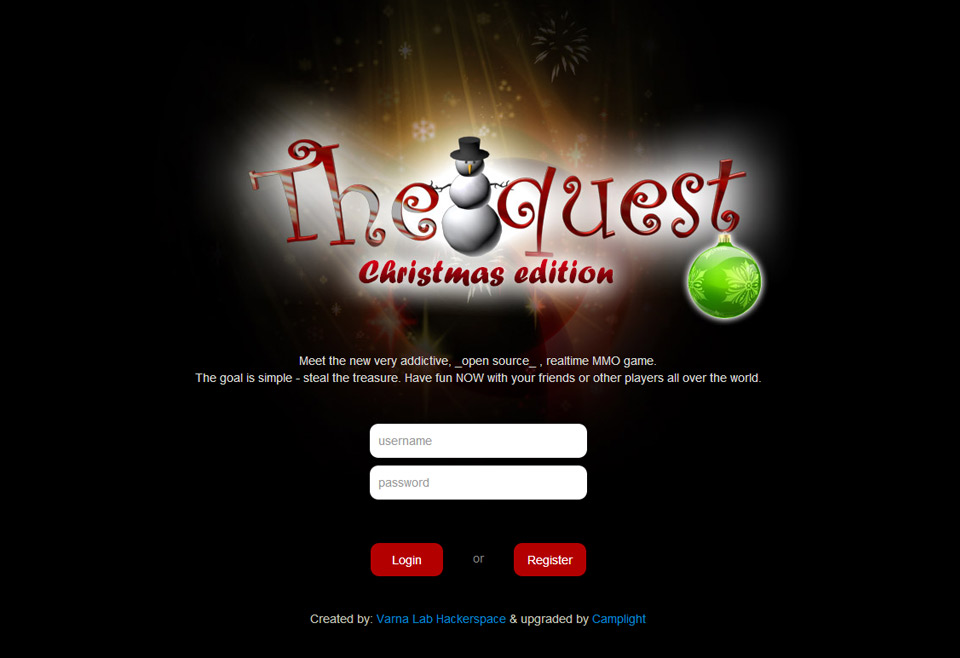 The quest
Christmas edition
Meet the new very addictive, _open source_ , realtime MMO game.
The goal is simple - steal the treasure. Have fun NOW with your friends or other players all over the world.
username
password
Login or Register
Created by: Varna Lab Hackerspace & upgraded by Camplight